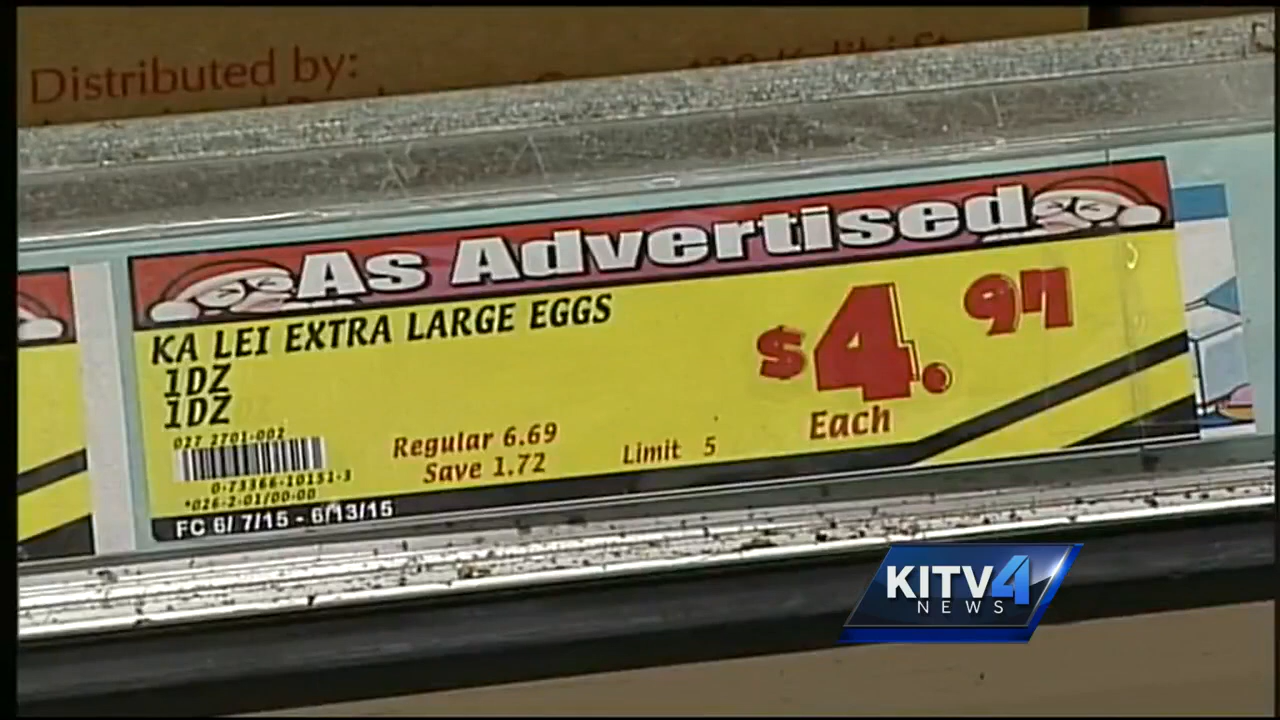 Distributed by:
As Advertised
KA LEI EXTRA LARGE EGGS
1DZ
1DZ
$4.97
Each
027 2701-002
0-73366-10151-3
*026-2-01/00-00
Regular 6.69
Save 1.72
Limit 5
FC 6/ 7/15 - 6/13/15
KITV4
NEWS